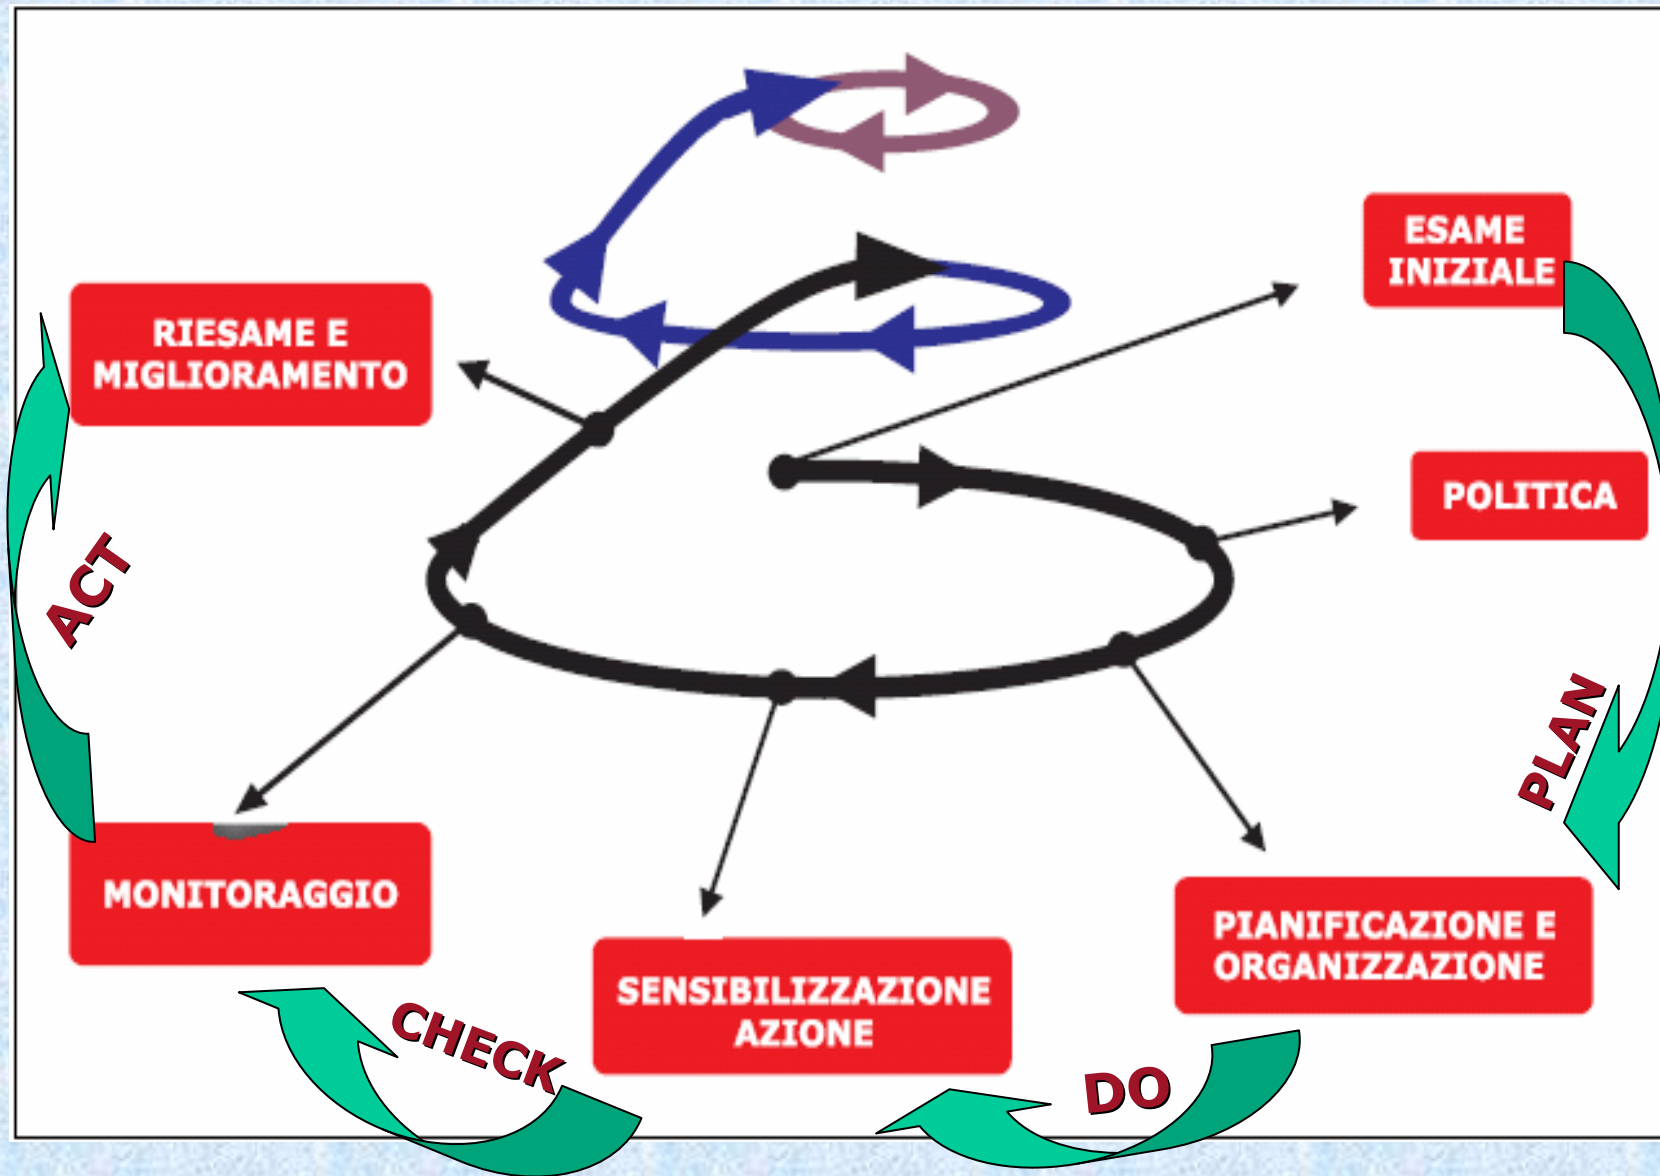 ESAME
INIZIALE
RIESAME E
MIGLIORAMENTO
POLITICA
ACT
PLAN
MONITORAGGIO
PIANIFICAZIONE E
ORGANIZZAZIONE
SENSIBILIZZAZIONE
AZIONE
CHECK
DO